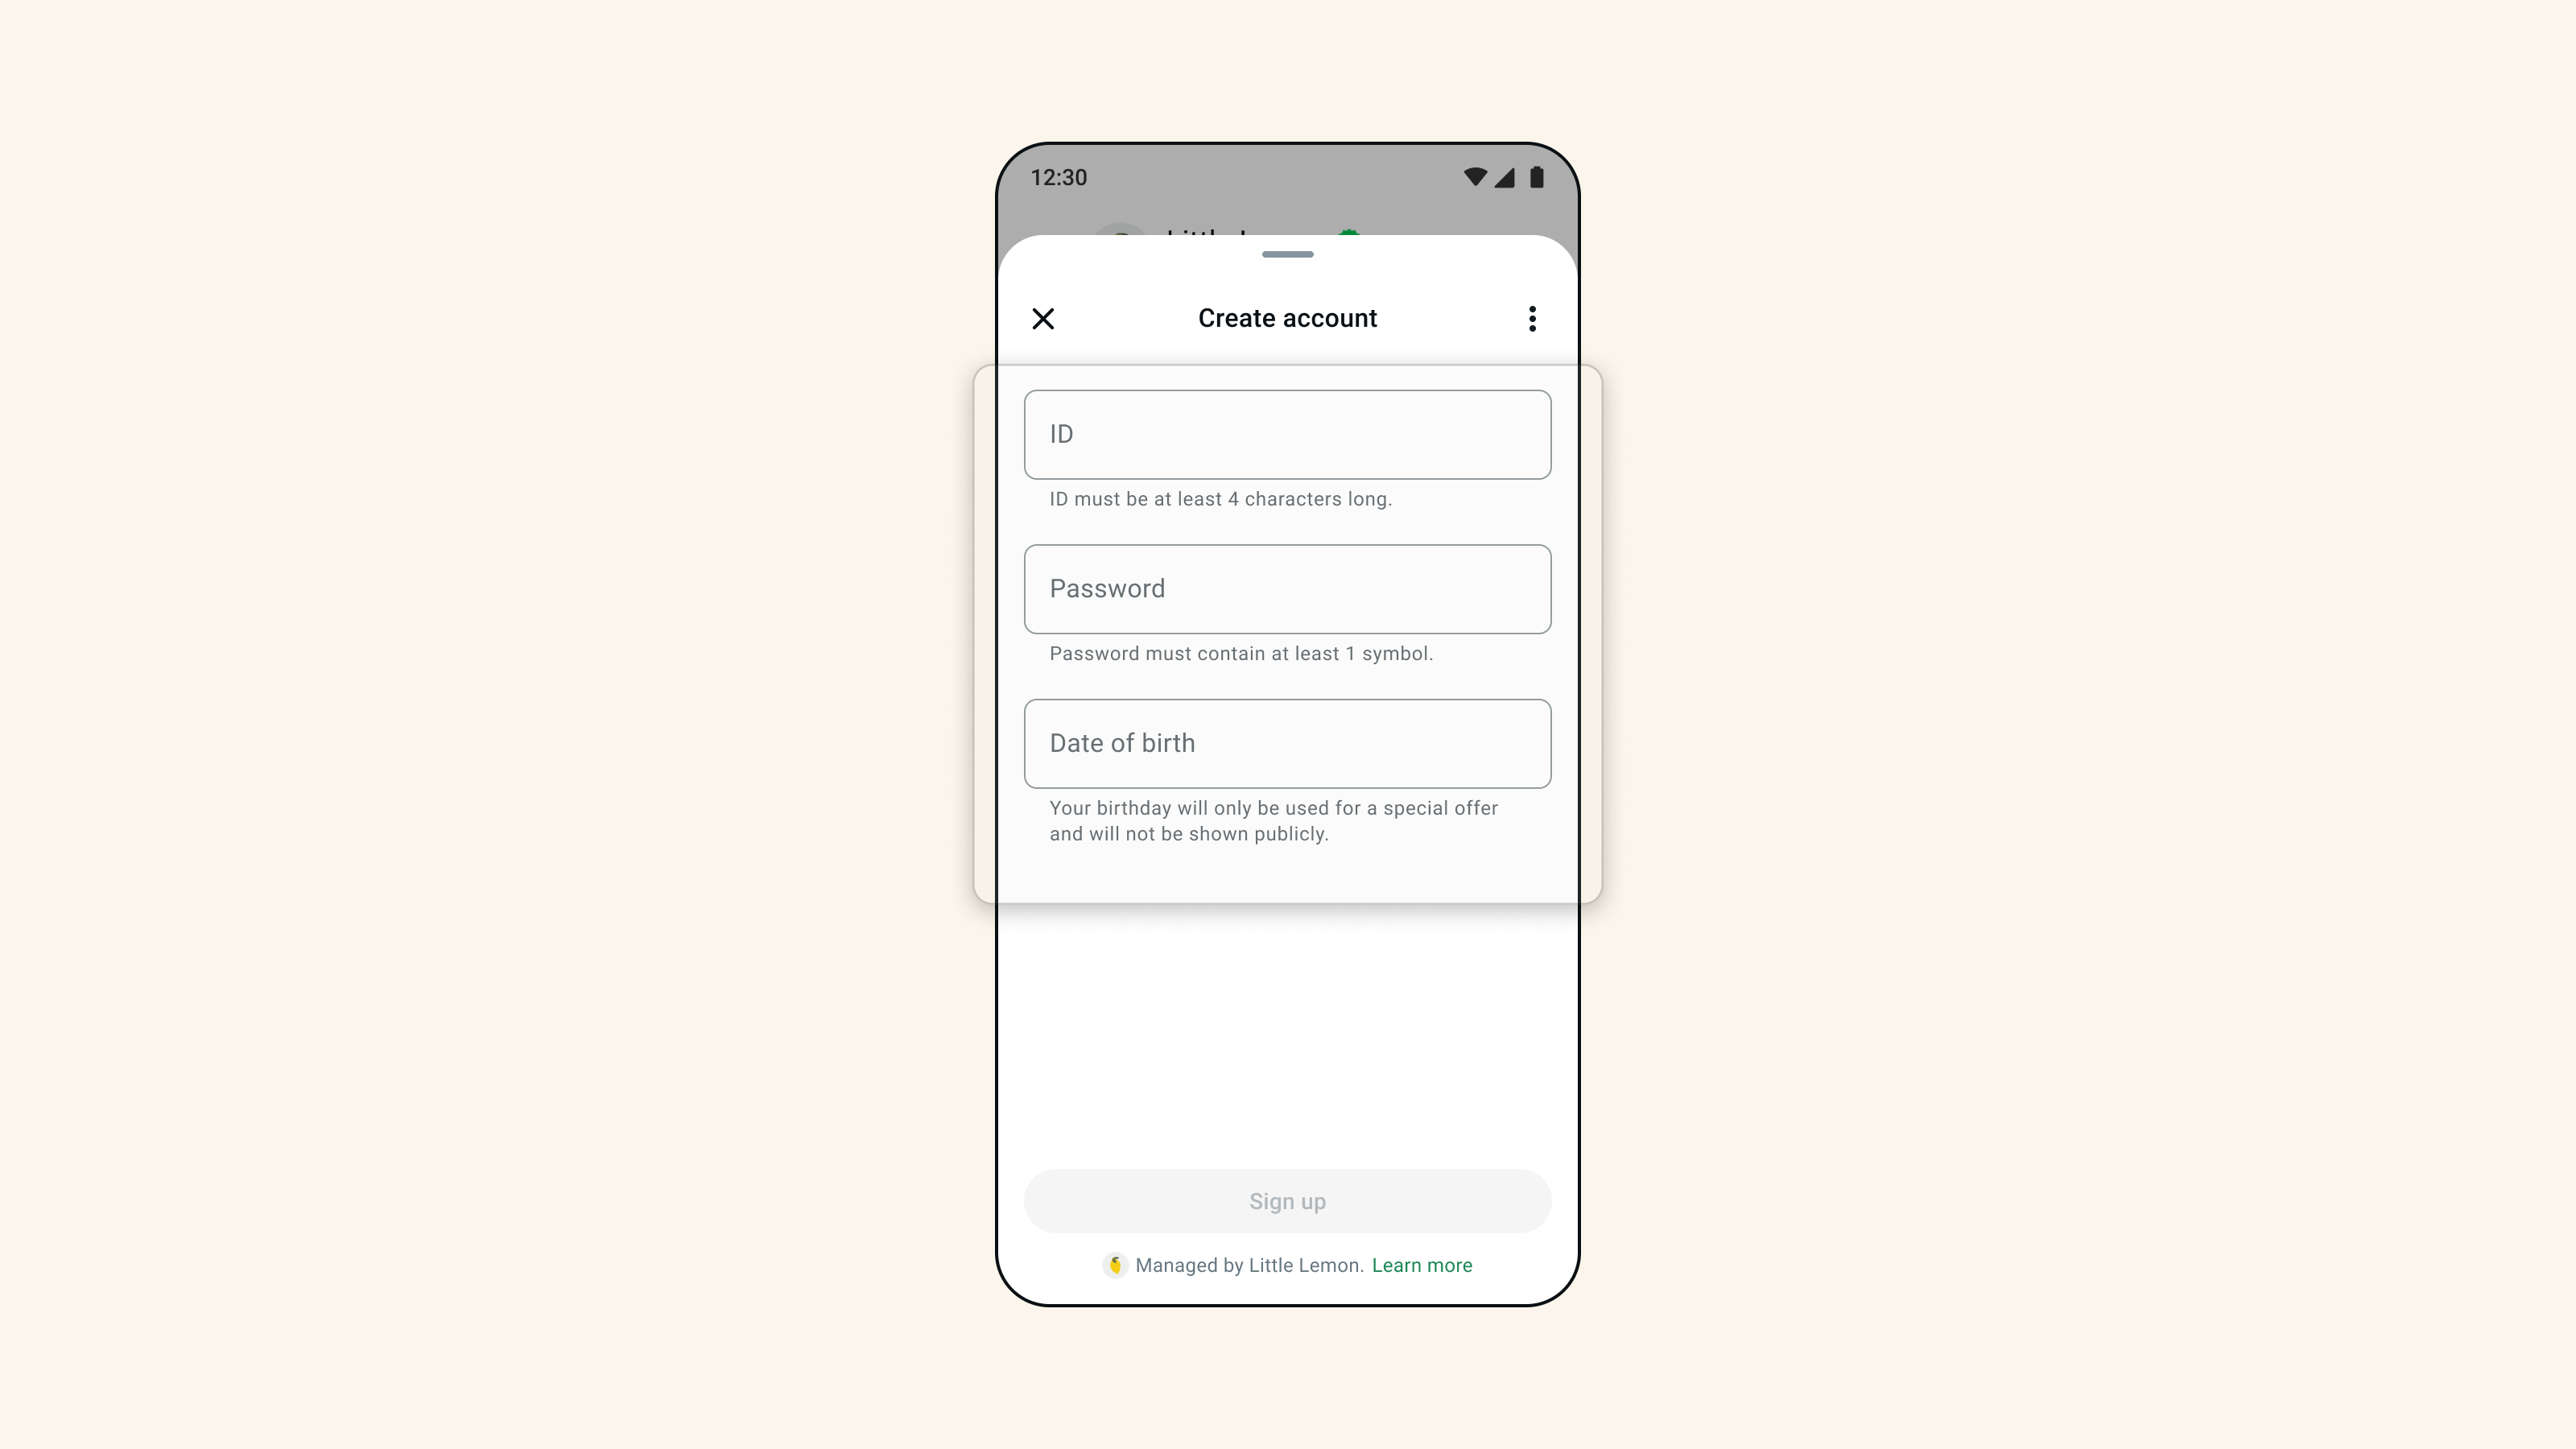 12:30
Create account
ID
ID must be at least 4 characters long.
Password
Password must contain at least 1 symbol.
Date of birth
Your birthday will only be used for a special offer
and will not be shown publicly.
Sign up
Managed by Little Lemon. Learn more